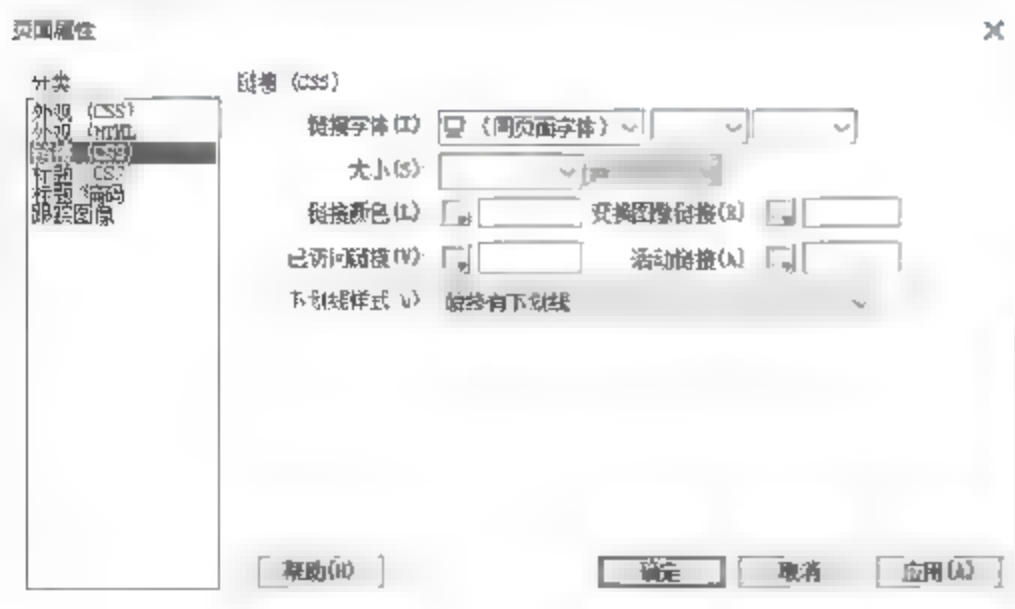 页面属性
分类
外观 (CSS)
外观 (HTML
链接 (CSS)
标题 (CS
标题/编码
跟踪图像
链接 (CSS)
链接字体(I)
(同页面字体)
大小(S)
px
链接颜色(L)
变换图像链接(R)
已访问链接(V)
活动链接(A)
下划线样式(U)
始终有下划线
帮助(H)
确定
取消
应用(A)